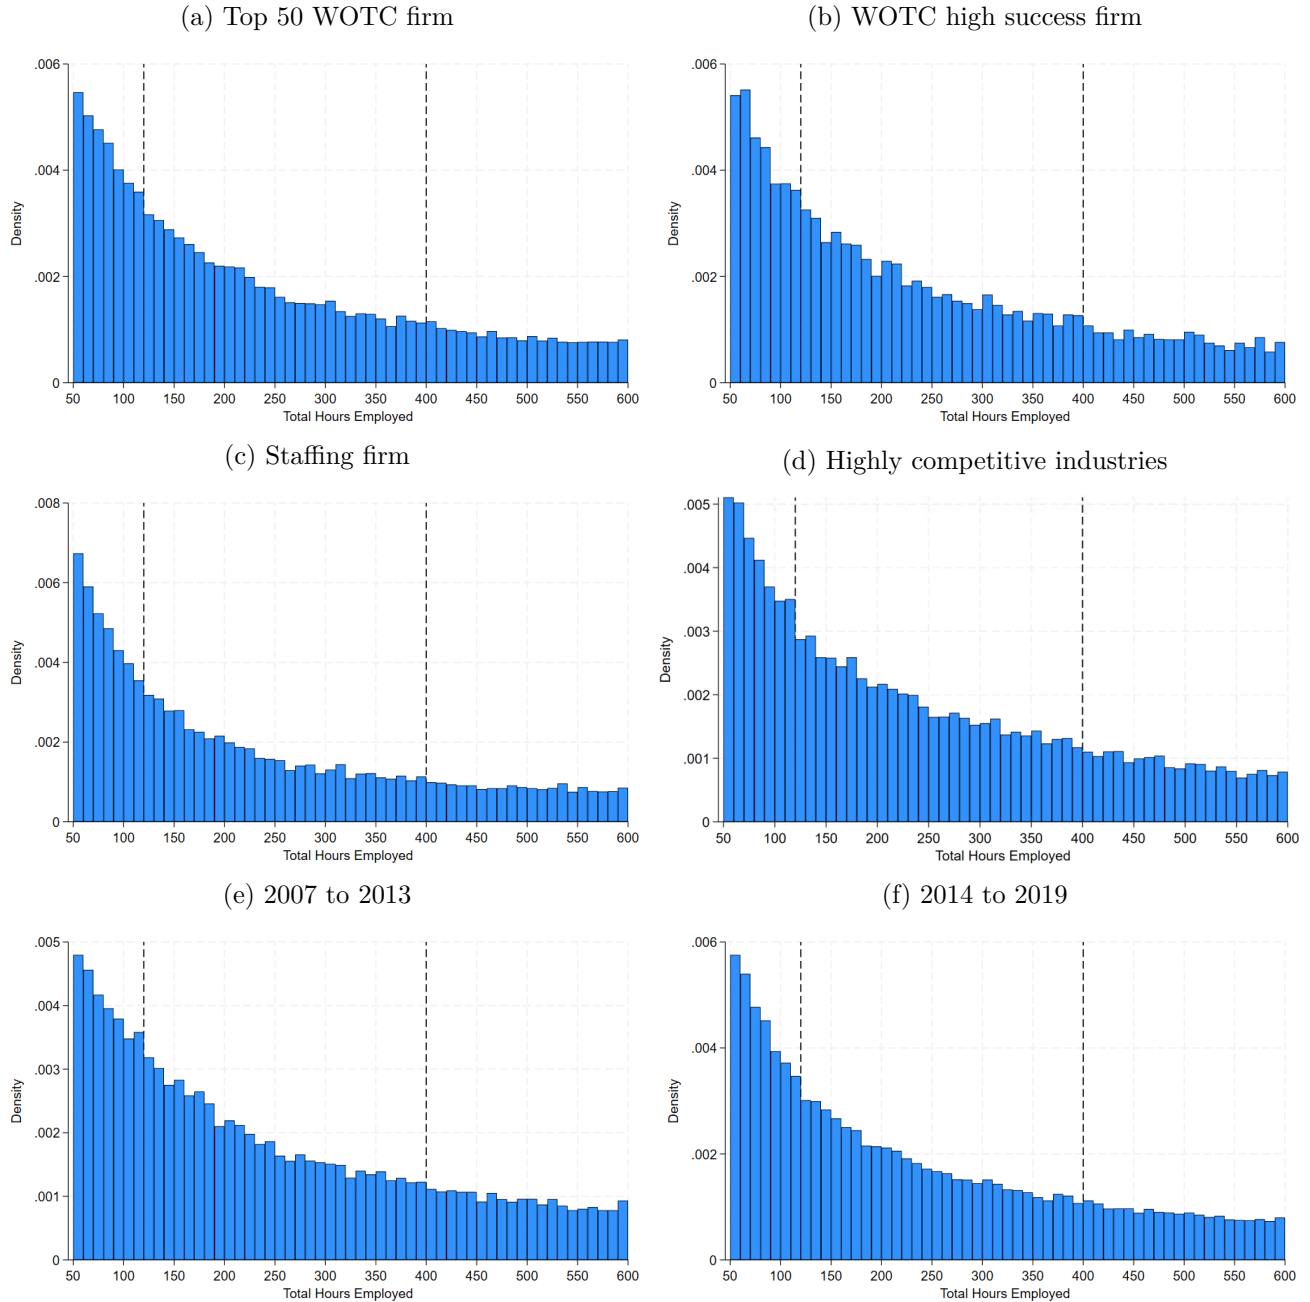 (a) Top 50 WOTC firm
.006
.004
.002
0
Density
50 100 150 200 250 300 350 400 450 500 550 600
Total Hours Employed
(b) WOTC high success firm
.006
.004
.002
0
Density
50 100 150 200 250 300 350 400 450 500 550 600
Total Hours Employed
(c) Staffing firm
.008
.006
.004
.002
0
Density
50 100 150 200 250 300 350 400 450 500 550 600
Total Hours Employed
(d) Highly competitive industries
.005
.004
.003
.002
.001
0
Density
50 100 150 200 250 300 350 400 450 500 550 600
Total Hours Employed
(e) 2007 to 2013
.005
.004
.003
.002
.001
0
Density
50 100 150 200 250 300 350 400 450 500 550 600
Total Hours Employed
(f) 2014 to 2019
.006
.004
.002
0
Density
50 100 150 200 250 300 350 400 450 500 550 600
Total Hours Employed